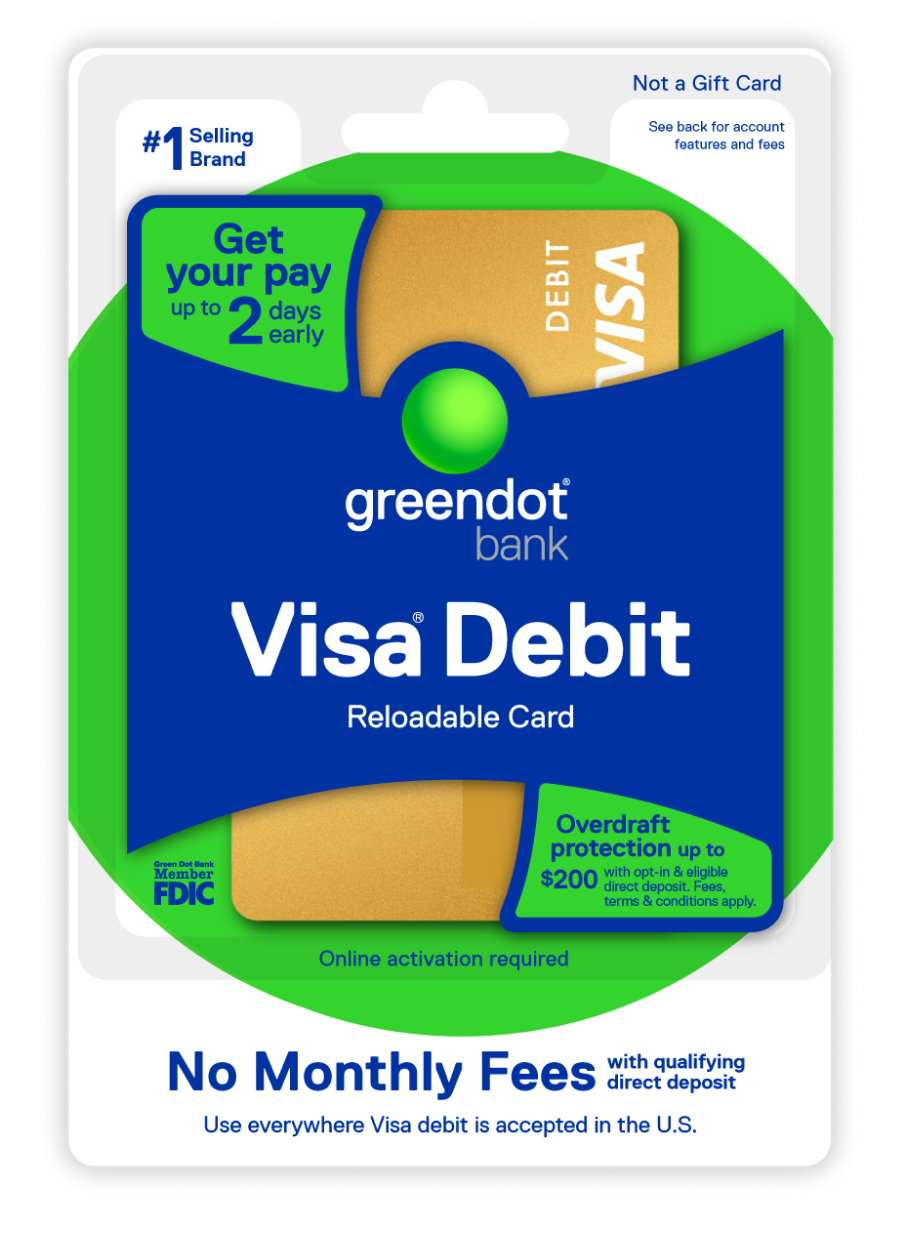 Not a Gift Card
#1 Selling
Brand
See back for account
features and fees
Get
your pay
up to 2 days
early
DEBIT
VISA
greendot®
bank
Visa® Debit
Reloadable Card
Overdraft
protection up to
$200 with opt-in & eligible
direct deposit. Fees,
terms & conditions apply.
Green Dot Bank
Member
FDIC
Online activation required
No Monthly Fees with qualifying
direct deposit
Use everywhere Visa debit is accepted in the U.S.